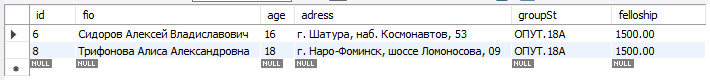 id fio age adress groupSt felloship
6 Сидоров Алексей Владиславович 16 г. Шатура, наб. Космонавтов, 53 ОПУТ.18А 1500.00
8 Трифонова Алиса Александровна 18 г. Наро-Фоминск, шоссе Ломоносова, 09 ОПУТ.18А 1500.00
NULL NULL NULL NULL NULL NULL